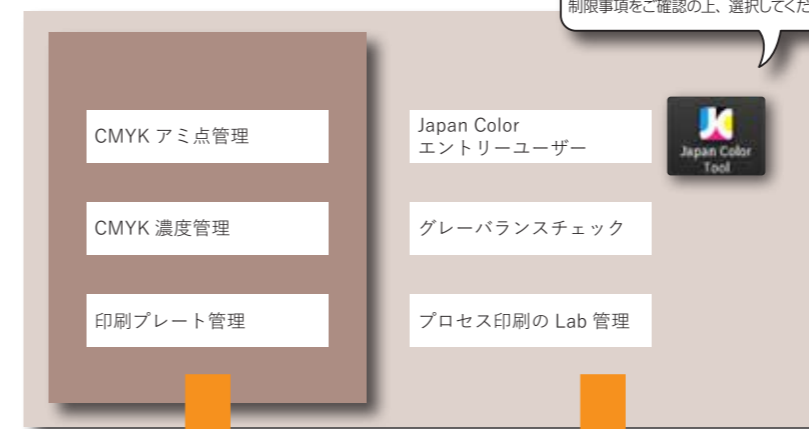 制限事項をご確認の上、選択してくだ
CMYK アミ点管理
Japan Color
エントリーユーザー
Japan Color
Tool
CMYK 濃度管理
グレーバランスチェック
印刷プレート管理
プロセス印刷の Lab 管理